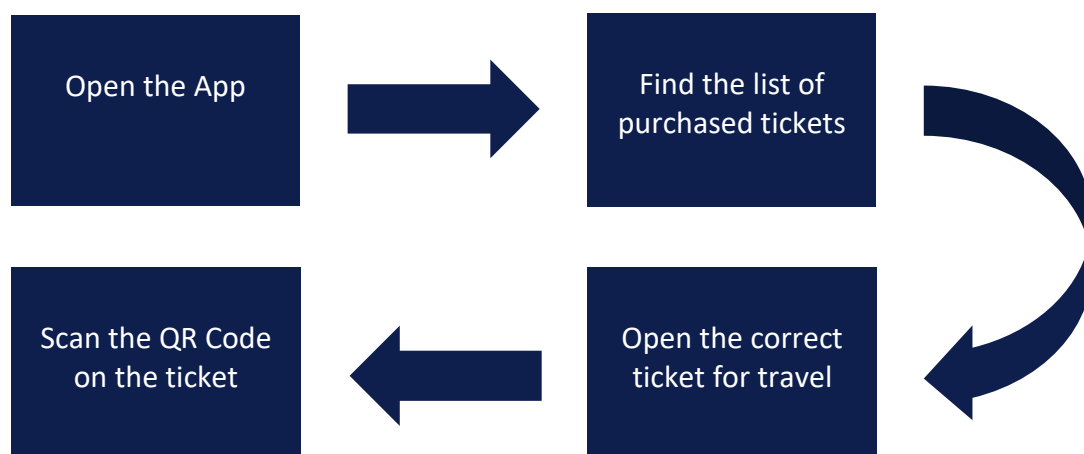 Open the App
Find the list of
purchased tickets
Open the correct
ticket for travel
Scan the QR Code
on the ticket